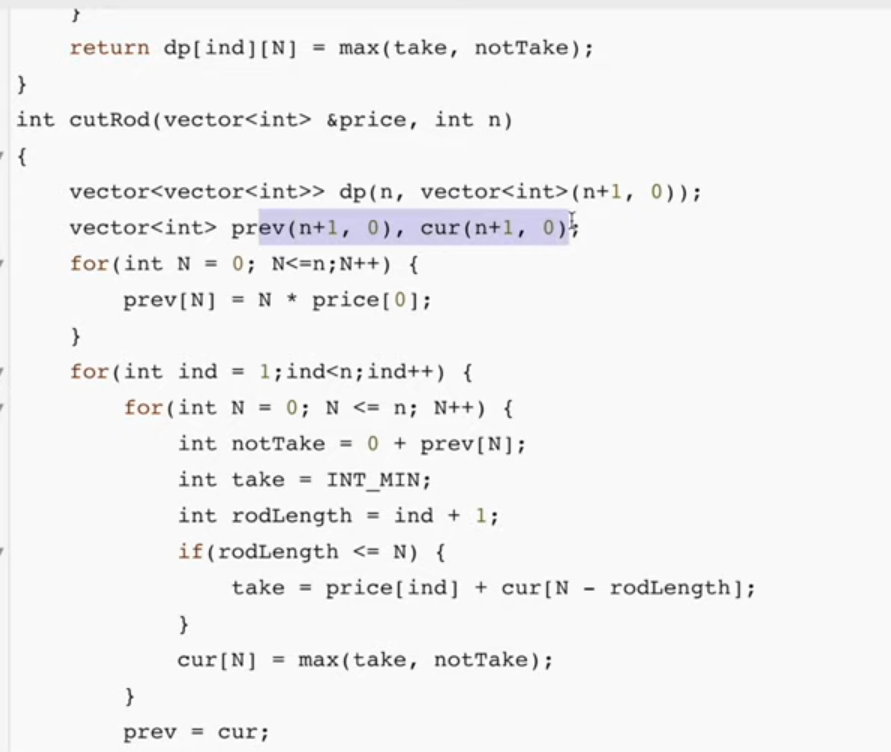 }
return dp[ind][N] = max(take, notTake);
}
int cutRod(vector<int> &price, int n)
{
vector<vector<int>> dp(n, vector<int>(n+1, 0));
vector<int> prev(n+1, 0), cur(n+1, 0);
for(int N = 0; N<=n;N++) {
prev[N] = N * price[0];
}
for(int ind = 1;ind<n;ind++) {
for(int N = 0; N <= n; N++) {
int notTake = 0 + prev[N];
int take = INT_MIN;
int rodLength = ind + 1;
if(rodLength <= N) {
take = price[ind] + cur[N - rodLength];
}
cur[N] = max(take, notTake);
}
prev = cur;